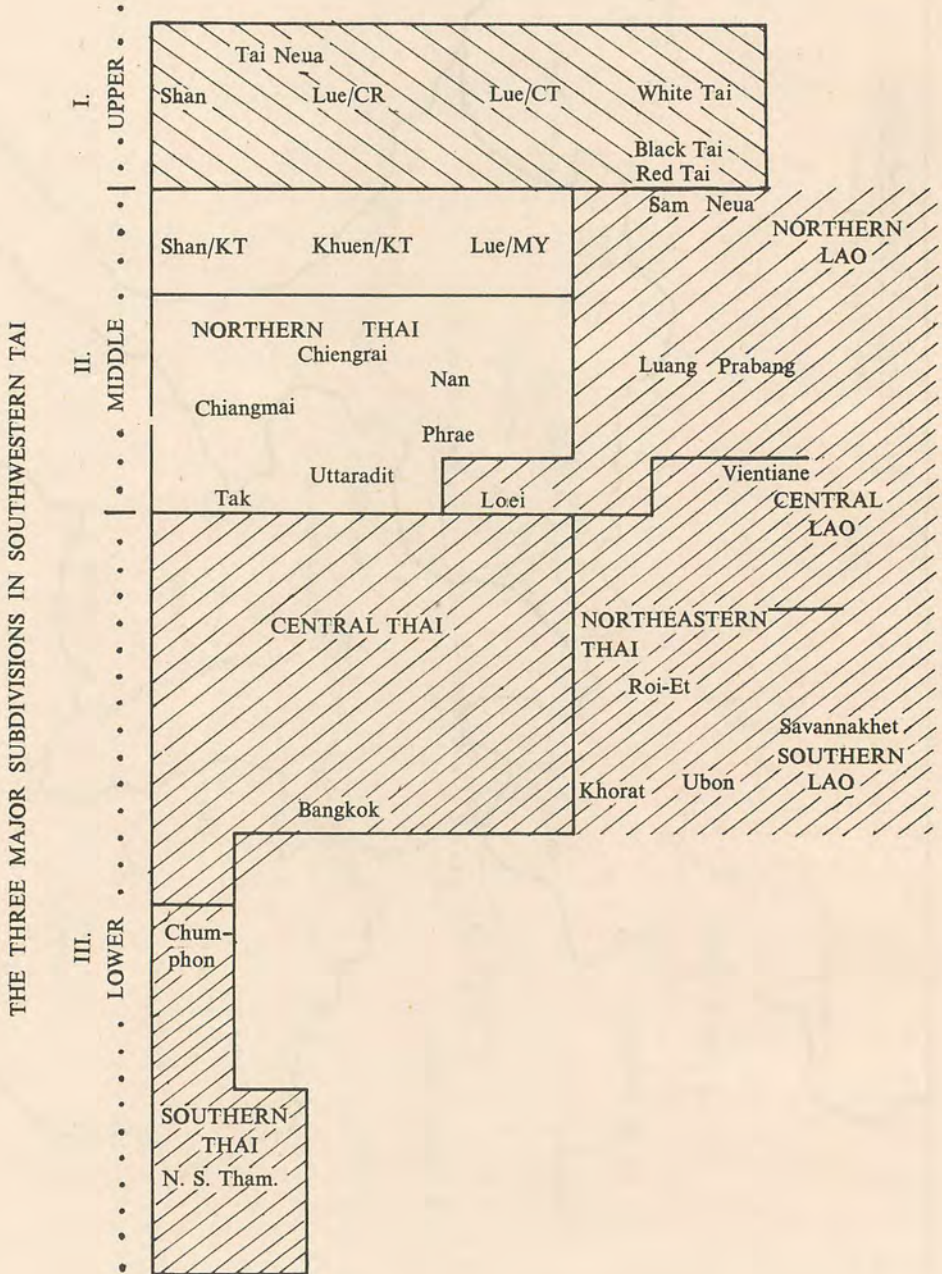 THE THREE MAJOR SUBDIVISIONS IN SOUTHWESTERN TAI
I.
UPPER
Tai Neua
Shan Lue/CR Lue/CT White Tai
Black Tai
Red Tai
II.
MIDDLE
Sam Neua
NORTHERN
LAO
Shan/KT Khuen/KT Lue/MY
NORTHERN THAI
Chiengrai
Luang Prabang
Nan
Chiangmai
Phrae
Uttaradit
Vientiane
Tak
Loei
CENTRAL
LAO
III.
LOWER
CENTRAL THAI
NORTHEASTERN
THAI
Roi-Et
Savannakhet
SOUTHERN
LAO
Khorat Ubon
Bangkok
Chum-
phon
SOUTHERN
THAI
N. S. Tham.